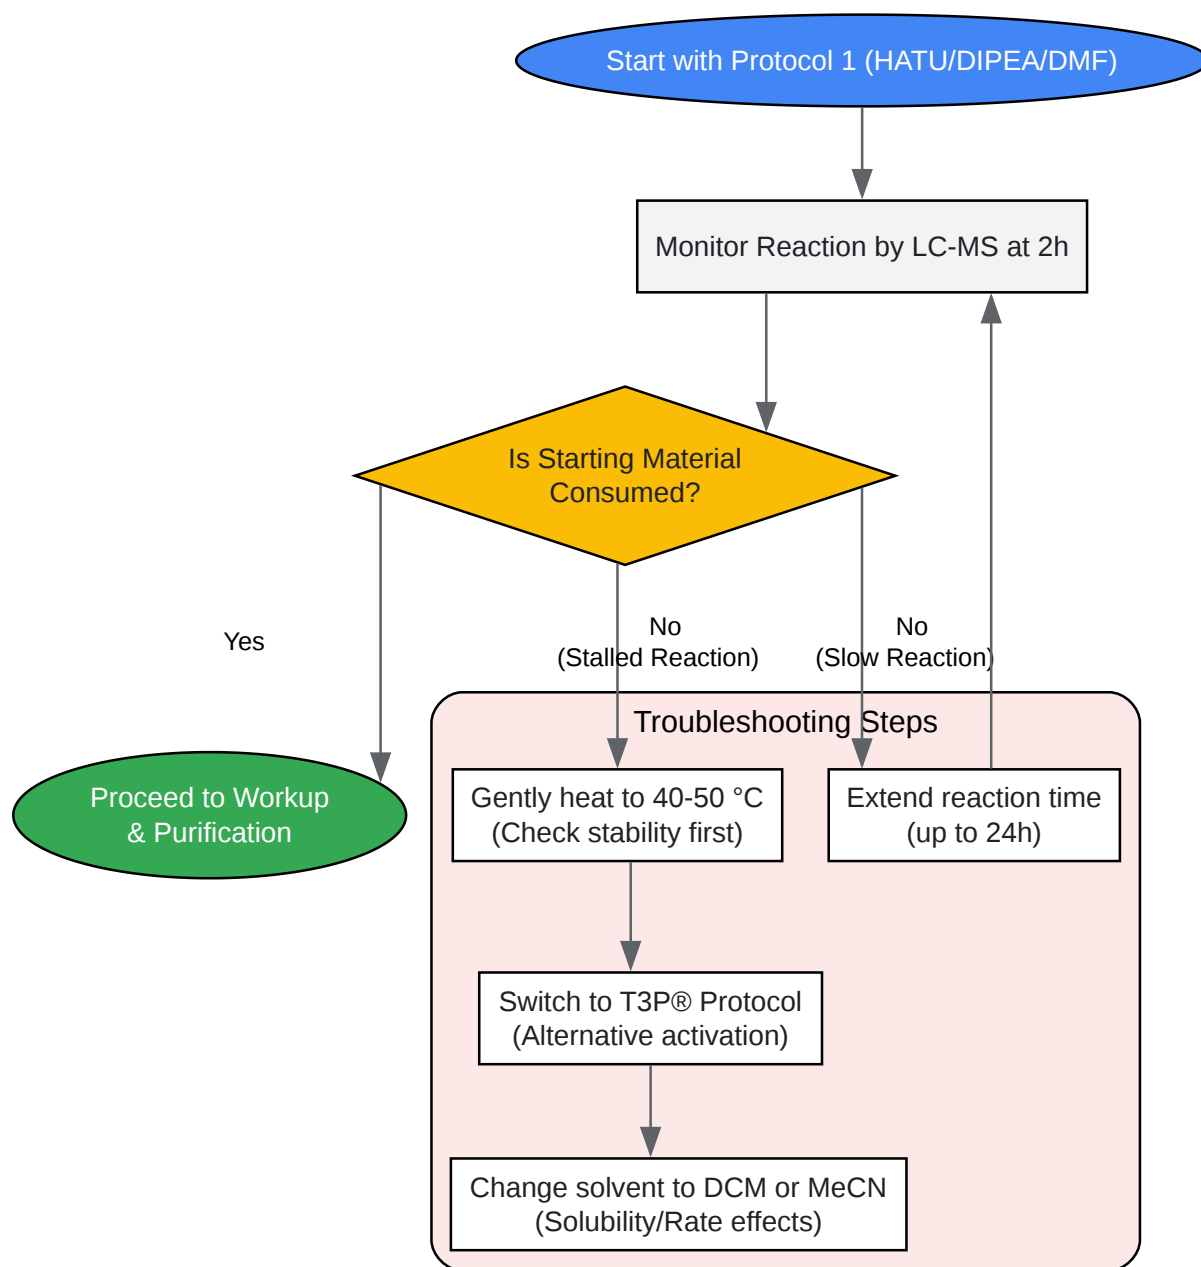 Start with Protocol 1 (HATU/DIPEA/DMF)
Monitor Reaction by LC-MS at 2h
Is Starting Material
Consumed?
Yes
No
(Stalled Reaction)
No
(Slow Reaction)
Troubleshooting Steps
Proceed to Workup
& Purification
Gently heat to 40-50 °C
(Check stability first)
Extend reaction time
(up to 24h)
Switch to T3P® Protocol
(Alternative activation)
Change solvent to DCM or MeCN
(Solubility/Rate effects)